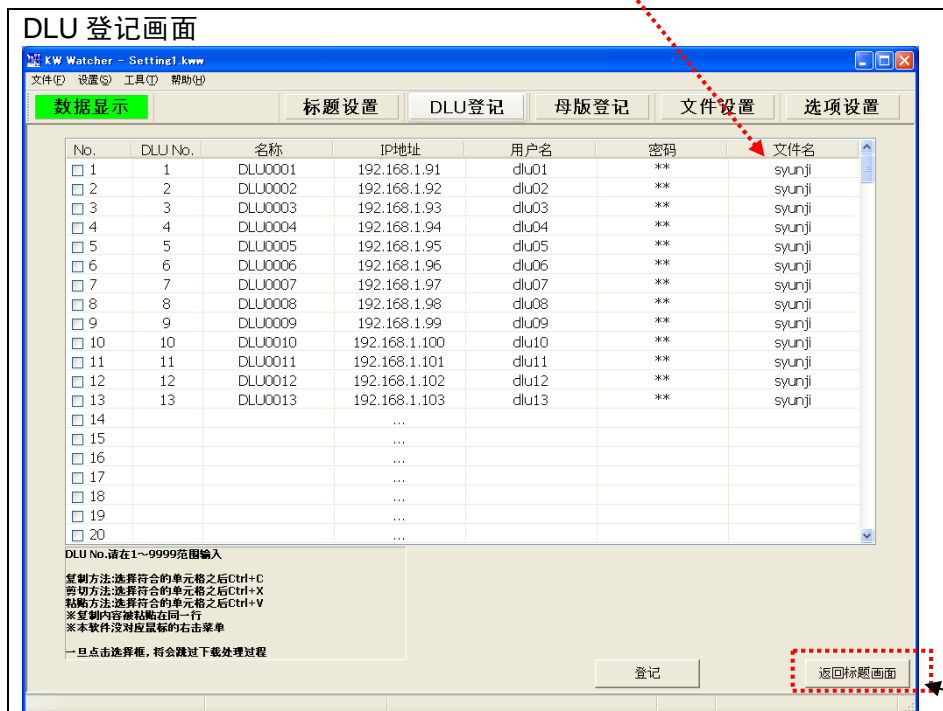 DLU 登记画面
KW Watcher - Setting1.kww
文件(F) 设置(S) 工具(T) 帮助(H)
数据显示 标题设置 DLU登记 母版登记 文件设置 选项设置
No. DLU No. 名称 IP地址 用户名 密码 文件名
1 1 DLU0001 192.168.1.91 dlu01 ** syunji
2 2 DLU0002 192.168.1.92 dlu02 ** syunji
3 3 DLU0003 192.168.1.93 dlu03 ** syunji
4 4 DLU0004 192.168.1.94 dlu04 ** syunji
5 5 DLU0005 192.168.1.95 dlu05 ** syunji
6 6 DLU0006 192.168.1.96 dlu06 ** syunji
7 7 DLU0007 192.168.1.97 dlu07 ** syunji
8 8 DLU0008 192.168.1.98 dlu08 ** syunji
9 9 DLU0009 192.168.1.99 dlu09 ** syunji
10 10 DLU0010 192.168.1.100 dlu10 ** syunji
11 11 DLU0011 192.168.1.101 dlu11 ** syunji
12 12 DLU0012 192.168.1.102 dlu12 ** syunji
13 13 DLU0013 192.168.1.103 dlu13 ** syunji
14 ...
15 ...
16 ...
17 ...
18 ...
19 ...
20 ...
DLU No.请在1～9999范围输入
复制方法:选择符合的单元格之后Ctrl+C
剪切方法:选择符合的单元格之后Ctrl+X
粘贴方法:选择符合的单元格之后Ctrl+V
※复制内容被粘贴在同一行
※本软件没对应鼠标的右击菜单
一旦点击选择框，将会跳过下载处理过程
登记 返回标题画面